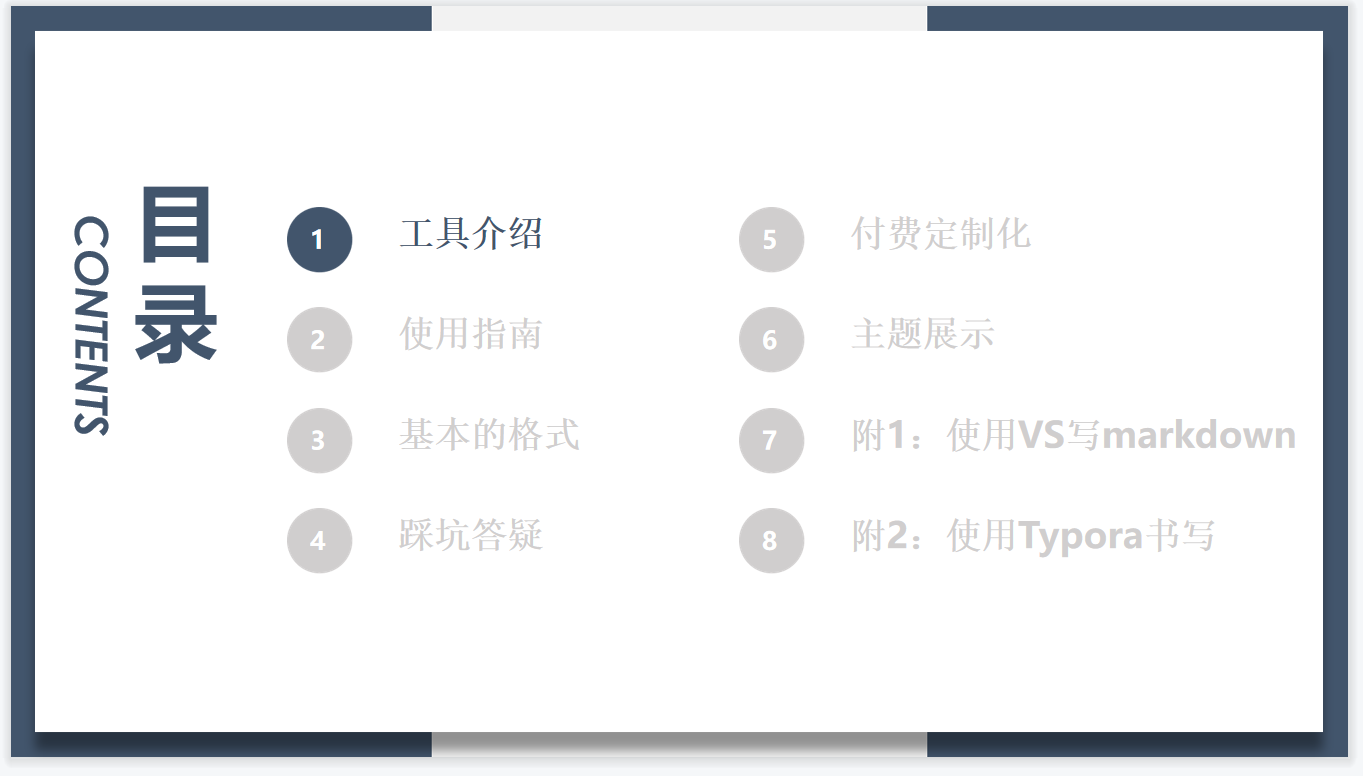 目录
CONTENTS
1 工具介绍
2 使用指南
3 基本的格式
4 踩坑答疑
5 付费定制化
6 主题展示
7 附1：使用VS写markdown
8 附2：使用Typora书写